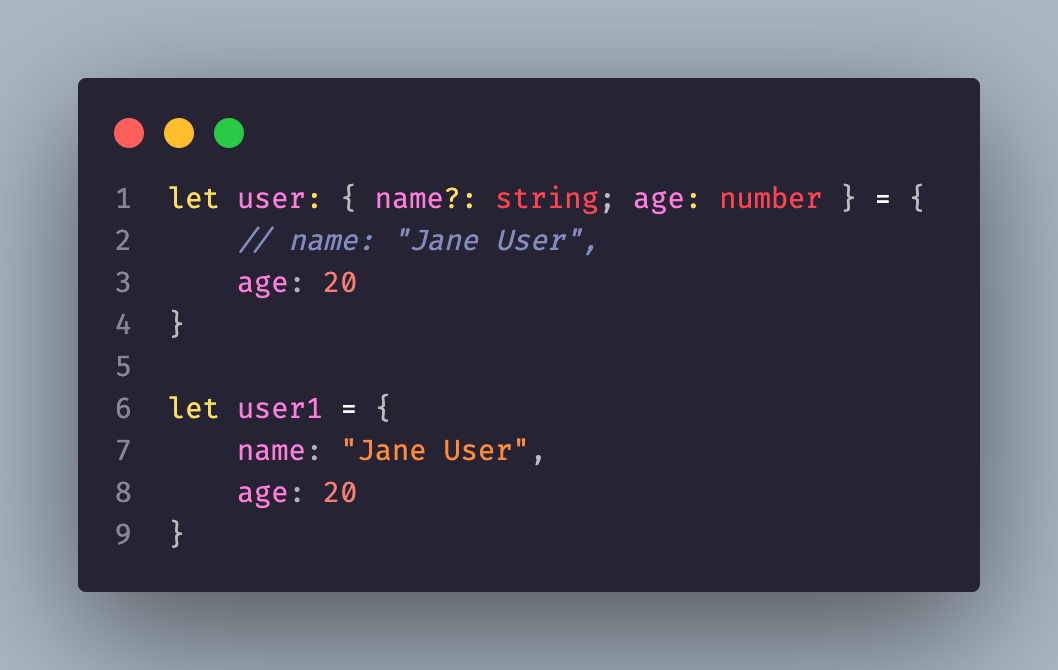 1 let user: { name?: string; age: number } = {
2     // name: "Jane User",
3     age: 20
4 }
5
6 let user1 = {
7     name: "Jane User",
8     age: 20
9 }